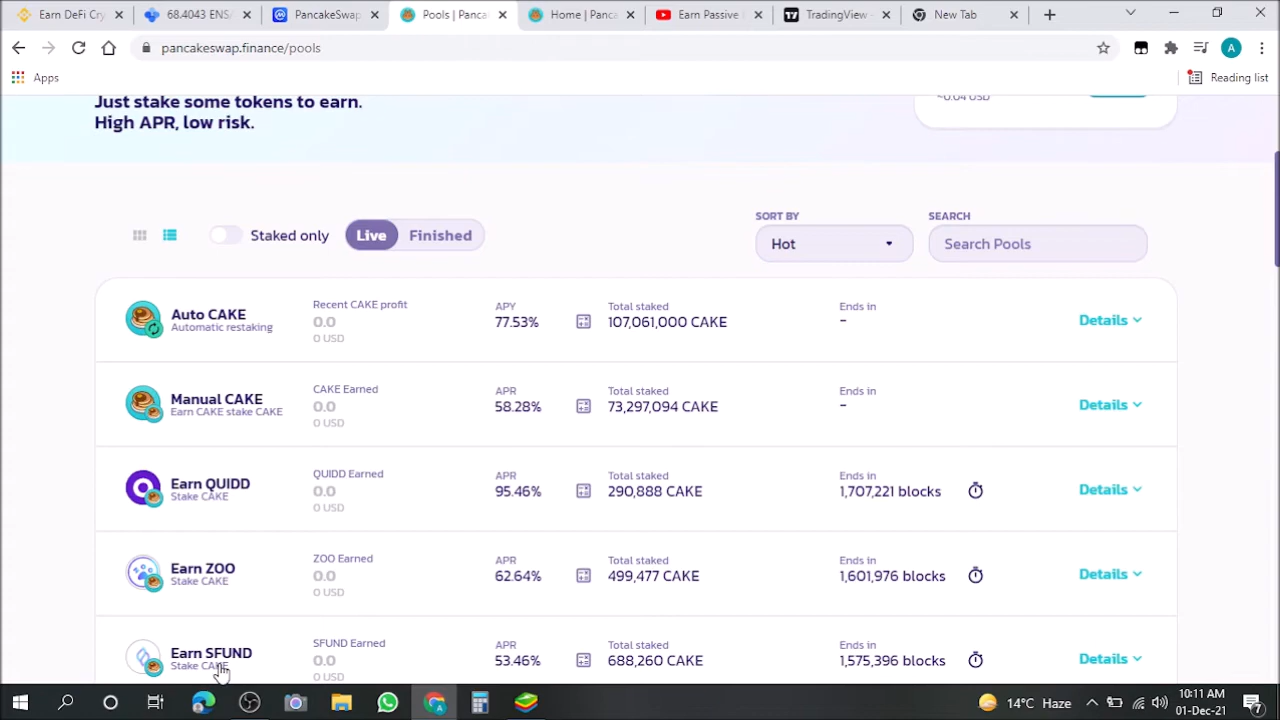 Earn DeFi Cry
68.4043 ENS
PancakeSwap
Pools | Panca
Home | Panca
Earn Passive I
TradingView –
New Tab
pancakeswap.finance/pools
A
Apps
Reading list
Just stake some tokens to earn.
High APR, low risk.
~0.04 USD
SORT BY
SEARCH
Staked only
Live
Finished
Hot
Search Pools
Auto CAKE
Automatic restaking
Recent CAKE profit
0.0
0 USD
APY
77.53%
Total staked
107,061,000 CAKE
Ends in
-
Details
Manual CAKE
Earn CAKE stake CAKE
CAKE Earned
0.0
0 USD
APR
58.28%
Total staked
73,297,094 CAKE
Ends in
-
Details
Earn QUIDD
Stake CAKE
QUIDD Earned
0.0
0 USD
APR
95.46%
Total staked
290,888 CAKE
Ends in
1,707,221 blocks
Details
Earn ZOO
Stake CAKE
ZOO Earned
0.0
0 USD
APR
62.64%
Total staked
499,477 CAKE
Ends in
1,601,976 blocks
Details
Earn SFUND
Stake CAKE
SFUND Earned
0.0
0 USD
APR
53.46%
Total staked
688,260 CAKE
Ends in
1,575,396 blocks
Details
14°C Haze
10:11 AM
01-Dec-21
7